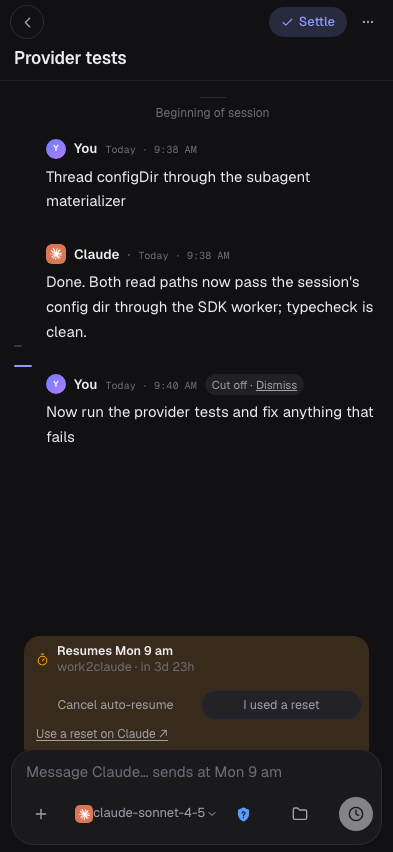 Settle
Provider tests
Beginning of session
Y You Today · 9:38 AM
Thread configDir through the subagent
materializer
Claude · Today · 9:38 AM
Done. Both read paths now pass the session's
config dir through the SDK worker; typecheck is
clean.
Y You Today · 9:40 AM Cut off · Dismiss
Now run the provider tests and fix anything that
fails
Resumes Mon 9 am
work2claude · in 3d 23h
Cancel auto-resume I used a reset
Use a reset on Claude ↗
Message Claude… sends at Mon 9 am
claude-sonnet-4-5